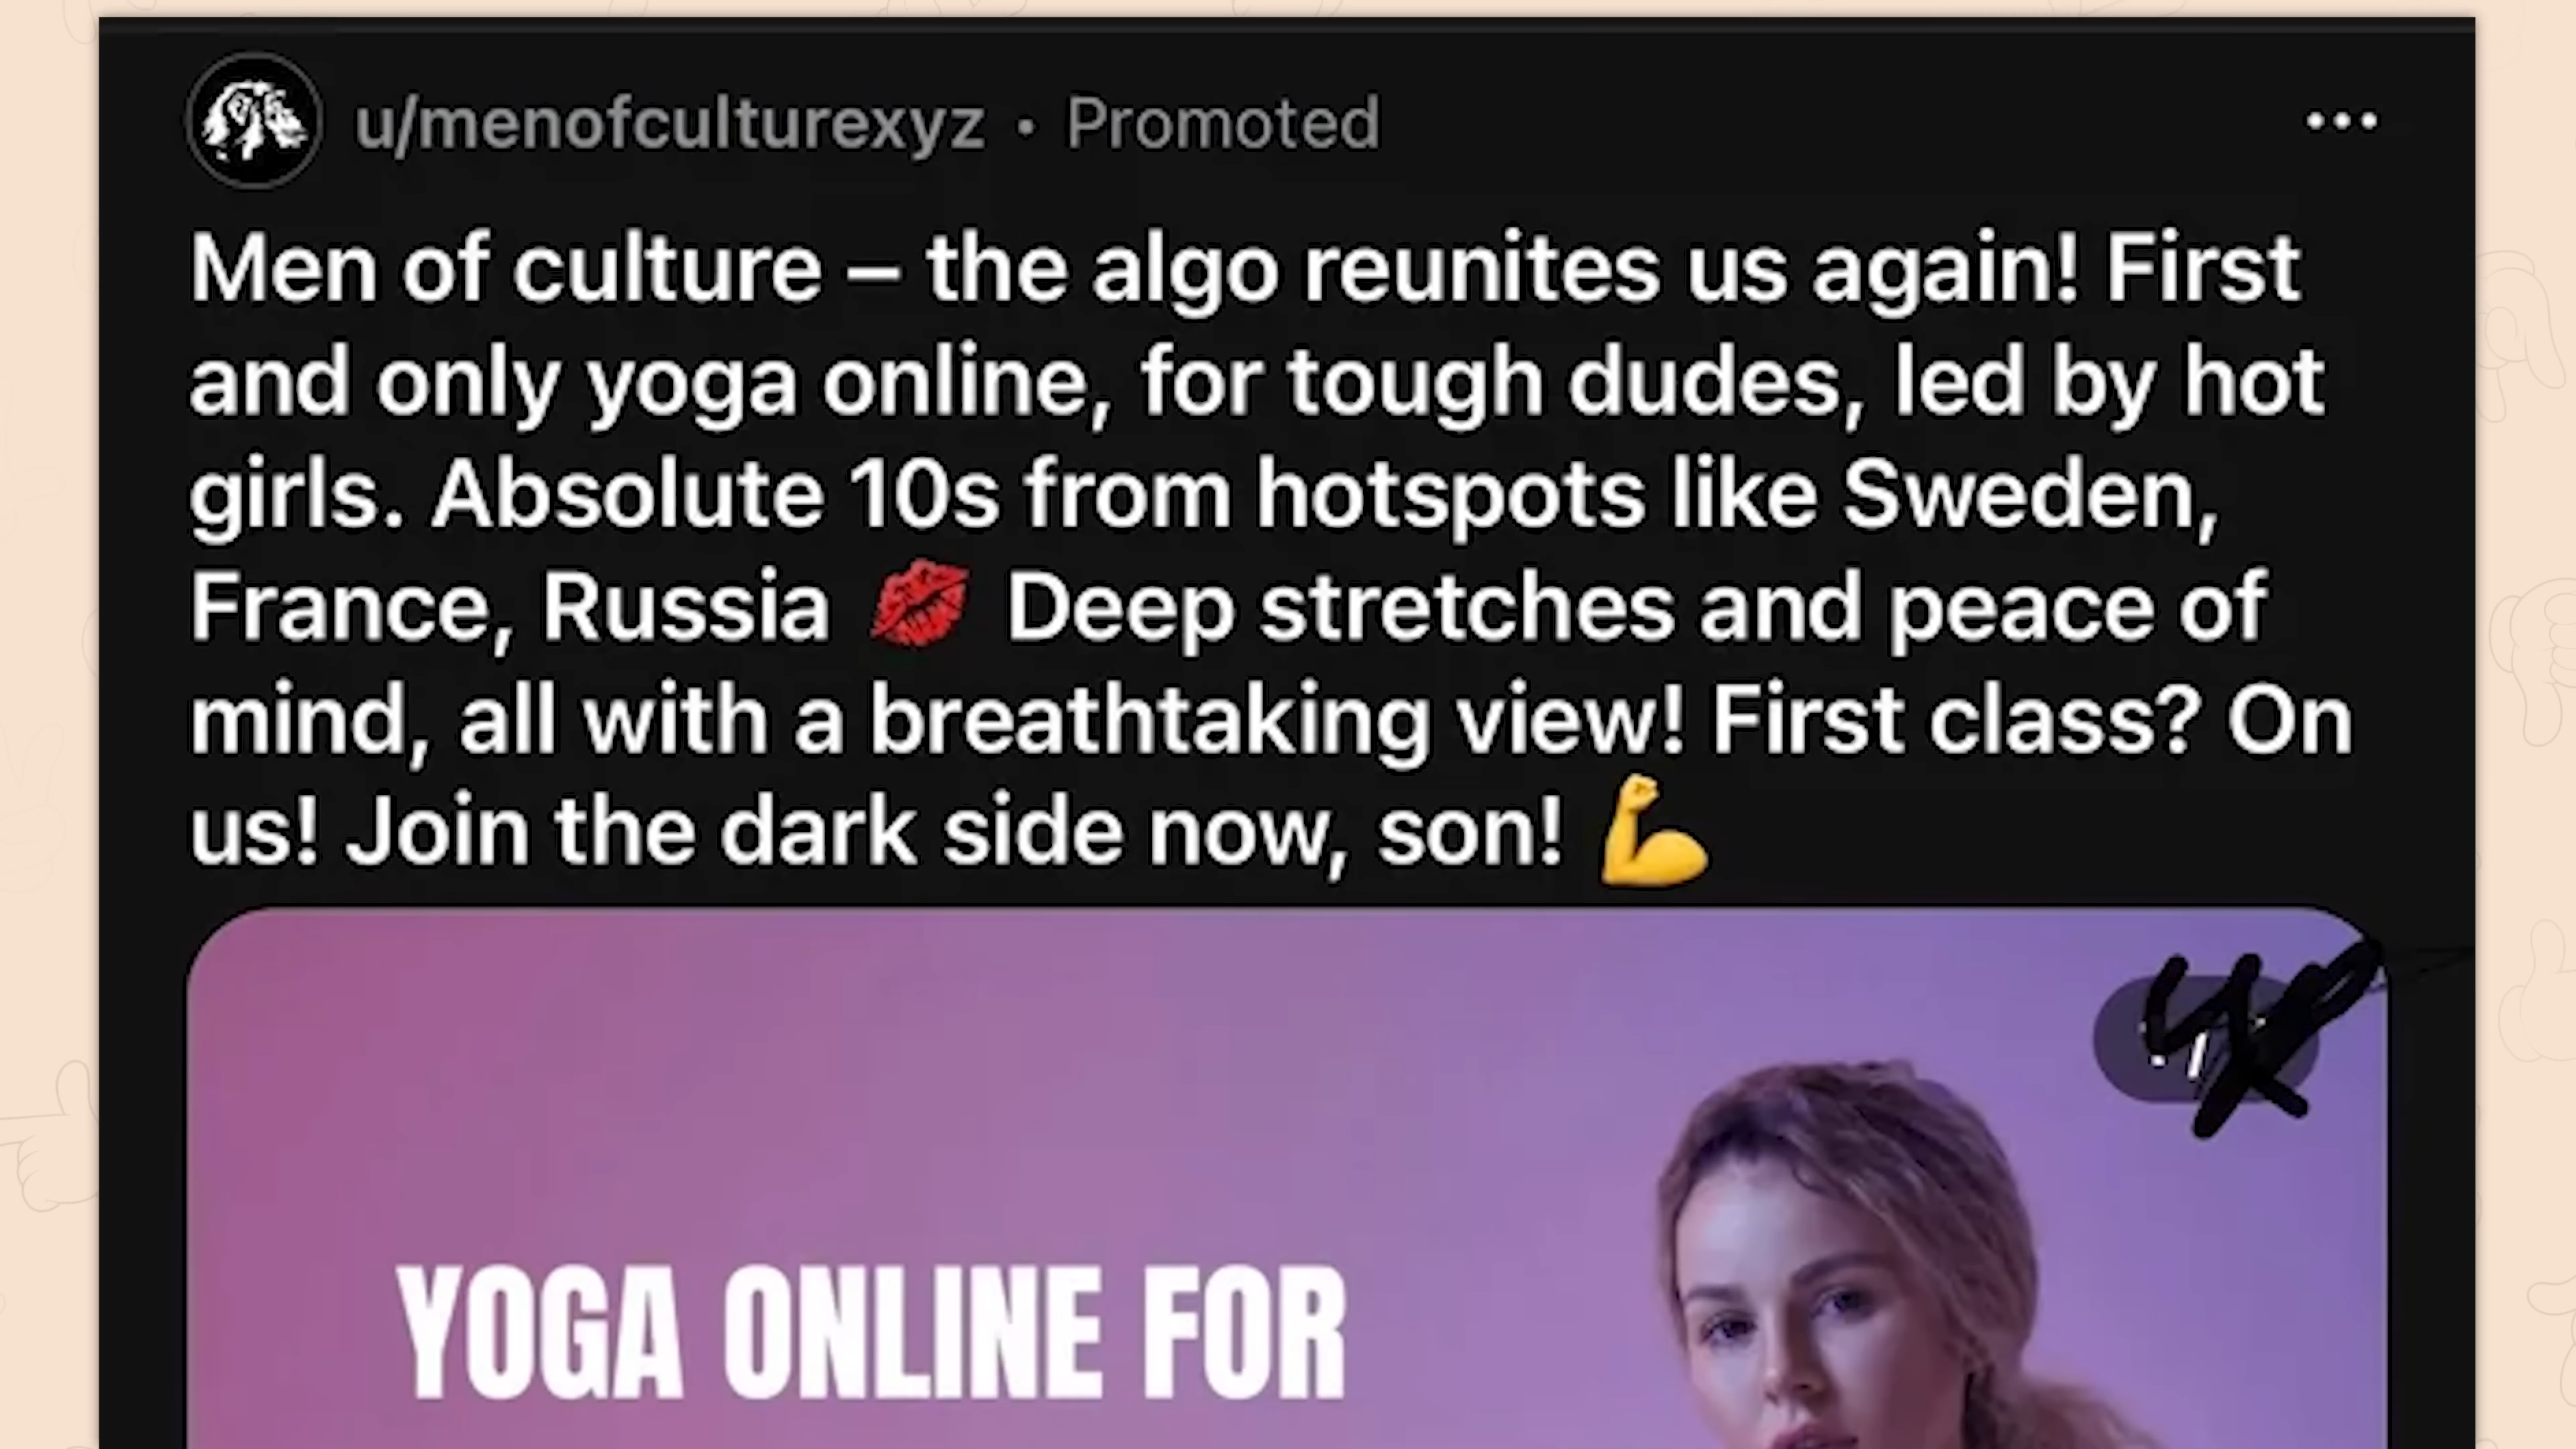 u/menofculturexyz • Promoted
Men of culture – the algo reunites us again! First
and only yoga online, for tough dudes, led by hot
girls. Absolute 10s from hotspots like Sweden,
France, Russia 💋 Deep stretches and peace of
mind, all with a breathtaking view! First class? On
us! Join the dark side now, son! 💪
YOGA ONLINE FOR